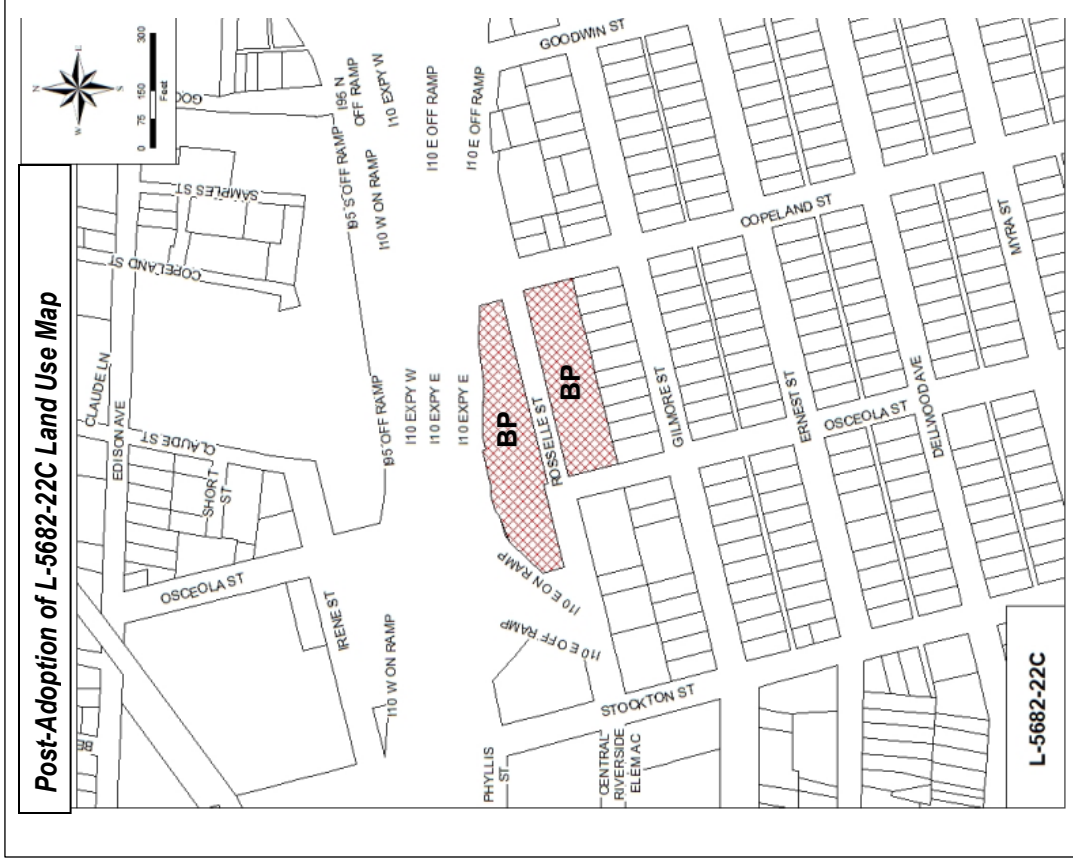 Post-Adoption of L-5682-22C Land Use Map
N
W
E
S
0 75 150 300
Feet
GOO
SAMPLES ST
COPELAND ST
CLAUDE LN
EDISON AVE
CLAUDE ST
SHORT
ST
OSCEOLA ST
IRENE ST
BE
I95 N
OFF RAMP
I10 EXPY W
I95 S OFF RAMP
I10 W ON RAMP
I10 E OFF RAMP
I10 E OFF RAMP
I95 OFF RAMP
I10 EXPY W
I10 EXPY E
I10 EXPY E
I10 W ON RAMP
I10 E ON RAMP
I10 E OFF RAMP
GOODWIN ST
COPELAND ST
MYRA ST
BP
ROSSELLE ST
BP
GILMORE ST
ERNEST ST
OSCEOLA ST
DELLWOOD AVE
STOCKTON ST
PHYLLIS
ST
CENTRAL
RIVERSIDE
ELEM AC
L-5682-22C